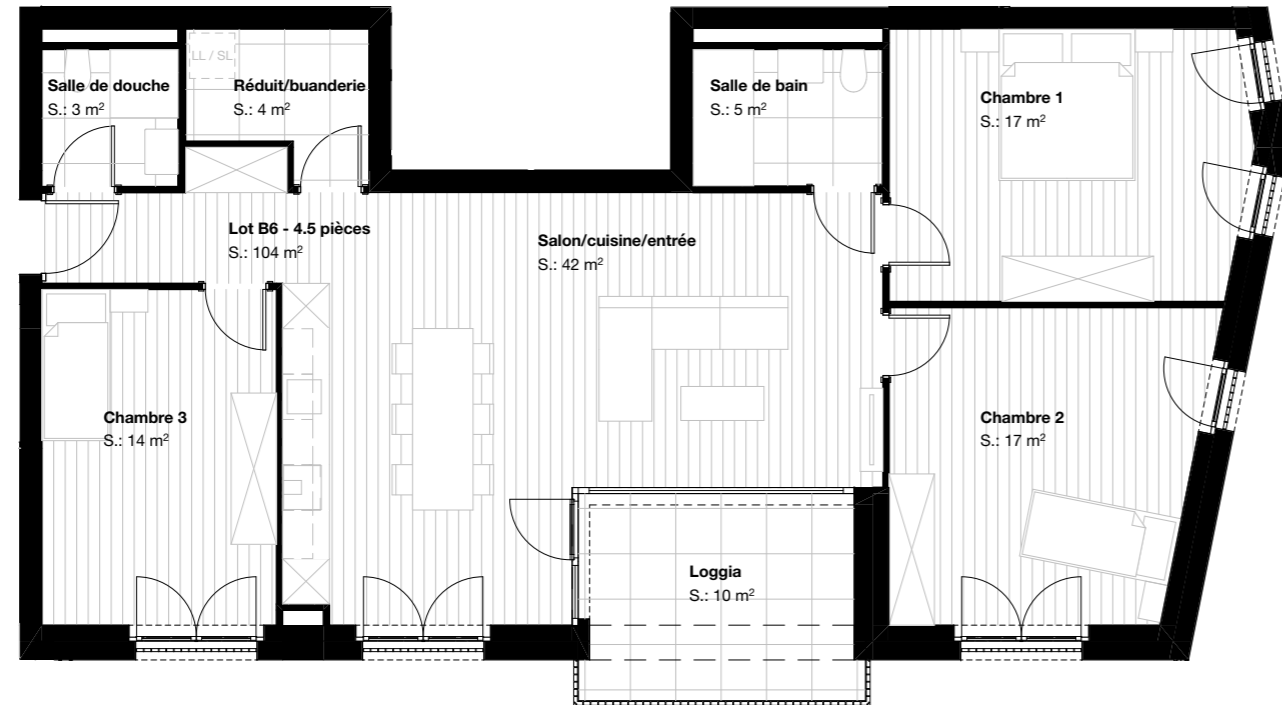 Salle de douche
S.: 3 m²
LL / SL
Réduit/buanderie
S.: 4 m²
Salle de bain
S.: 5 m²
Chambre 1
S.: 17 m²
Lot B6 - 4.5 pièces
S.: 104 m²
Salon/cuisine/entrée
S.: 42 m²
Chambre 3
S.: 14 m²
Chambre 2
S.: 17 m²
Loggia
S.: 10 m²